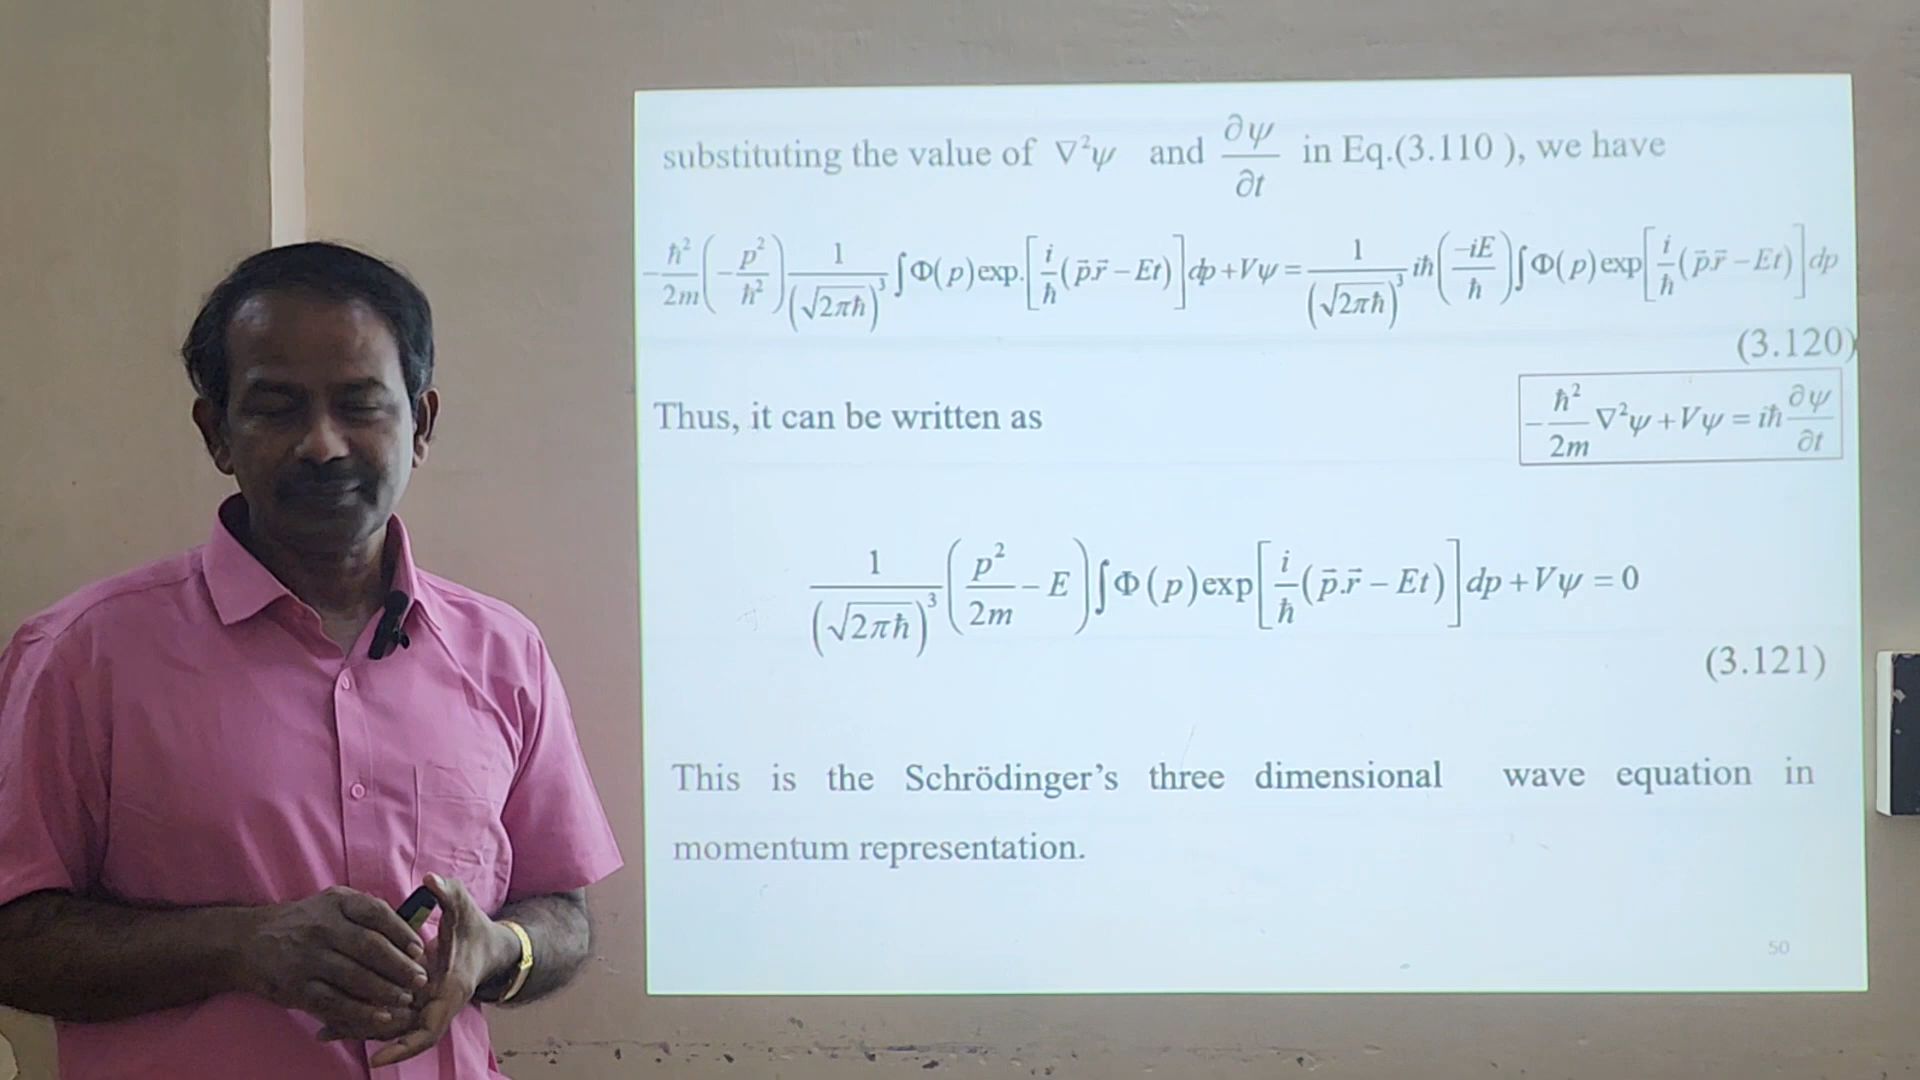 substituting the value of ∇²ψ and ∂ψ/∂t in Eq.(3.110 ), we have
-ħ²/2m (-p²/ħ²) 1/(√2πħ)³ ∫Φ(p)exp.[i/ħ (p⃗r⃗ – Et)]dp + Vψ = 1/(√2πħ)³ iħ (-iE/ħ) ∫Φ(p)exp[i/ħ (p⃗r⃗ – Et)]dp
(3.120)
Thus, it can be written as
-ħ²/2m ∇²ψ + Vψ = iħ ∂ψ/∂t
1/(√2πħ)³ (p²/2m – E) ∫Φ(p)exp[i/ħ (p⃗.r⃗ – Et)]dp + Vψ = 0
(3.121)
This is the Schrödinger's three dimensional wave equation in
momentum representation.
50